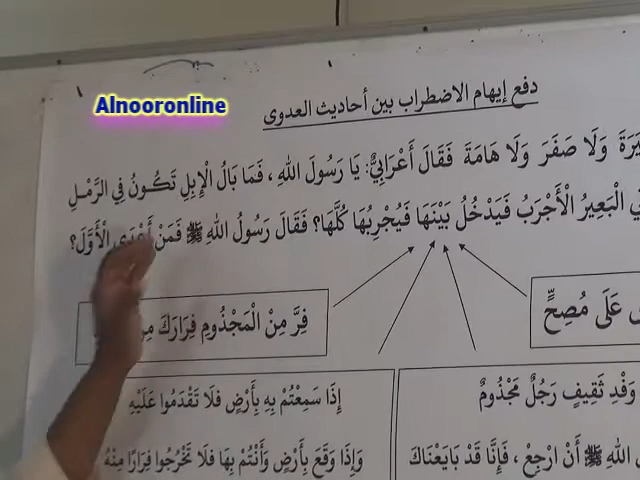 Alnooronline
دفع إيهام الاضطراب بين أحاديث العدوى
وَلَا صَفَرَ وَلَا هَامَةَ فَقَالَ أَعْرَابِيٌّ: يَا رَسُولَ اللهِ، فَمَا بَالُ الْإِبِلِ تَكُونُ فِي الرَّمْلِ
الْبَعِيرُ الْأَجْرَبُ فَيَدْخُلُ بَيْنَهَا فَيُجْرِبُهَا كُلَّهَا؟ فَقَالَ رَسُولُ اللهِ ﷺ فَمَنْ أَعْدَى الْأَوَّلَ؟
عَلَى مُصِحٍّ
فِرَّ مِنْ الْمَجْذُومِ فِرَارَكَ
وَفْدِ ثَقِيفٍ رَجُلٌ مَجْذُومٌ
اللهِ ﷺ أَنْ ارْجِعْ، فَإِنَّا قَدْ بَايَعْنَاكَ
إِذَا سَمِعْتُمْ بِهِ بِأَرْضٍ فَلَا تَقْدَمُوا عَلَيْهِ
وَإِذَا وَقَعَ بِأَرْضٍ وَأَنْتُمْ بِهَا فَلَا تَخْرُجُوا فِرَارًا مِنْهُ